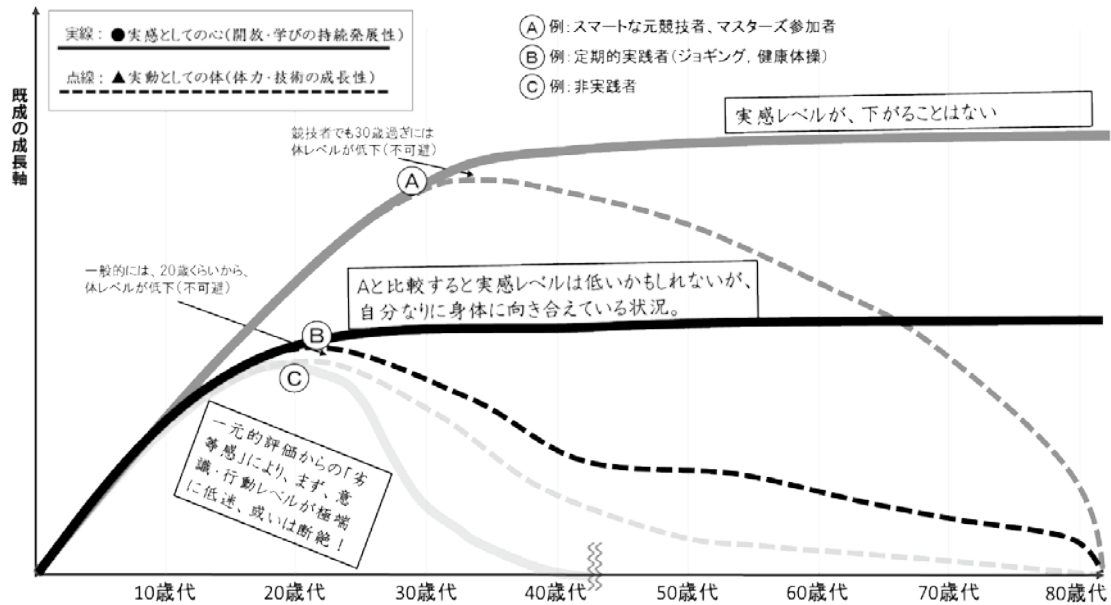 実線： ●実感としての心(開放・学びの持続発展性)
点線： ▲実動としての体(体力・技術の成長性)
Ⓐ 例：スマートな元競技者、マスターズ参加者
Ⓑ 例：定期的実践者(ジョギング, 健康体操)
Ⓒ 例：非実践者
既成の成長軸
実感レベルが、下がることはない
競技者でも30歳過ぎには
体レベルが低下(不可避)
Ⓐ
一般的には、20歳くらいから、
体レベルが低下(不可避)
Aと比較すると実感レベルは低いかもしれないが、
自分なりに身体に向き合えている状況。
Ⓑ
Ⓒ
一元的評価からの「劣
等感」により、まず、意
識・行動レベルが極端
に低迷、或いは断絶！
10歳代 20歳代 30歳代 40歳代 50歳代 60歳代 70歳代 80歳代